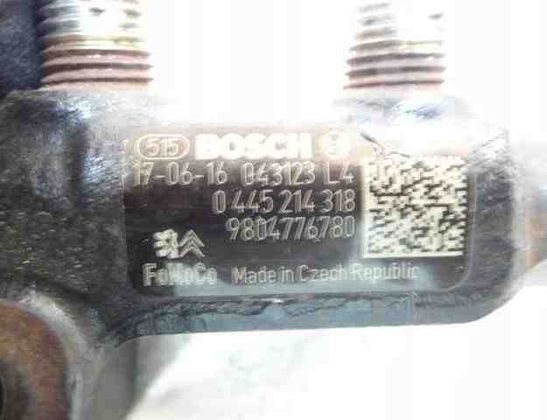 515 BOSCH
17-06-16 043123 L4
0 445 214 318
9804776780
FoMoCo Made in Czech Republic